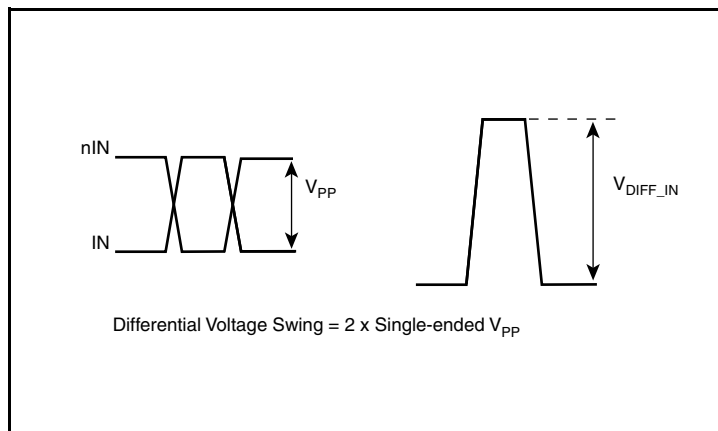 nIN
V_PP
IN
V_DIFF_IN
Differential Voltage Swing = 2 x Single-ended V_PP